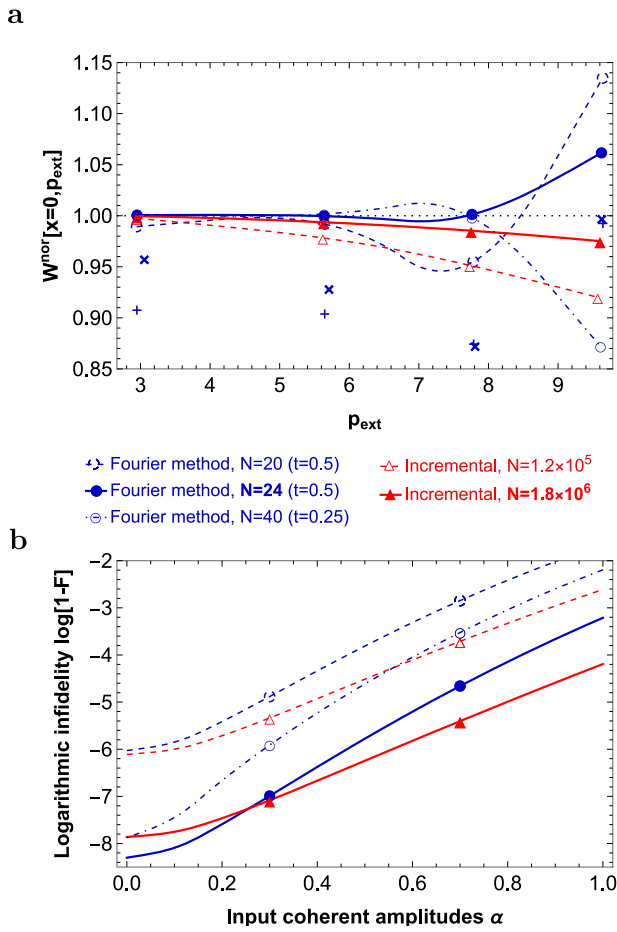 a
W^nor[x=0,p_ext]
1.15
1.10
1.05
1.00
0.95
0.90
0.85
3 4 5 6 7 8 9
p_ext
Fourier method, N=20 (t=0.5)
Fourier method, N=24 (t=0.5)
Fourier method, N=40 (t=0.25)
Incremental, N=1.2×10^5
Incremental, N=1.8×10^6
b
Logarithmic infidelity log[1-F]
−2
−3
−4
−5
−6
−7
−8
0.0 0.2 0.4 0.6 0.8 1.0
Input coherent amplitudes α